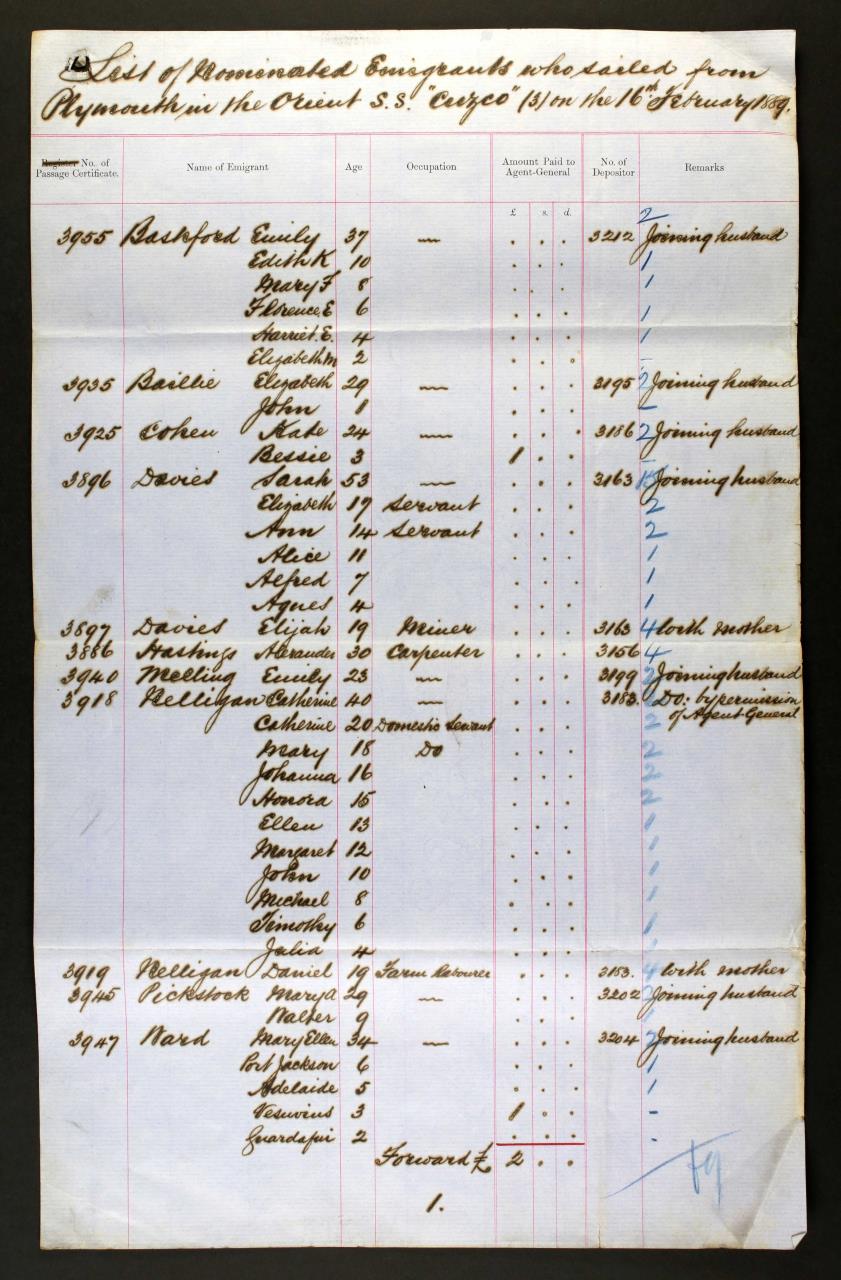 List of Nominated Emigrants who sailed from
Plymouth in the Orient S.S. "Cuzco" (3) on the 16th February 1889.
Register No. of Passage Certificate. Name of Emigrant Age Occupation Amount Paid to Agent-General No. of Depositor Remarks
£ s. d.
2
3955 Baskford Emily 37 — . . . 3212 Joining husband
Edith K 10 . . . 1
Mary F 8 . . . 1
Florence E 6 . . . 1
Harriet. E. 4 . . . 1
Elizabeth M 2 . . . -
3935 Baillie Elizabeth 29 — . . . 3195 2 Joining husband
John 1 . . . -
3925 Cohen Kate 24 — . . . 3186 2 Joining husband
Bessie 3 1 . . -
3896 Davies Sarah 53 — . . . 3163 Joining husband
Elizabeth 17 Servant . . . 2
Ann 14 Servant . . . 2
Alice 11 . . . 1
Alfred 7 . . . 1
Agnes 4 . . . 1
3897 Davies Elijah 19 Miner . . . 3163 4 With mother
3886 Hastings Alexander 30 Carpenter . . . 3156 4
3940 Melling Emily 23 — . . . 3199 2 Joining husband
3918 Nelligan Catherine 40 — . . . 3183. Do: by permission
of Agent-General
Catherine 20 Domestic Servant . . . 2
Mary 18 Do . . . 2
Johanna 16 . . . 2
Honora 15 . . . 2
Ellen 13 . . . 1
Margaret 12 . . . 1
John 10 . . . 1
Michael 8 . . . 1
Timothy 6 . . . 1
Julia 4 . . .
3919 Nelligan Daniel 19 Farm Labourer . . . 3183. 4 With mother
3945 Pickstock Mary A 29 — . . . 3202 2 Joining husband
Walter 9 . . . 1
3947 Ward Mary Ellen 34 — . . . 3204 2 Joining husband
Port Jackson 6 . . . 1
Adelaide 5 . . . 1
Vesuvius 3 1 . . -
Guardafui 2 . . . -
Forward £ 2 . .
1.